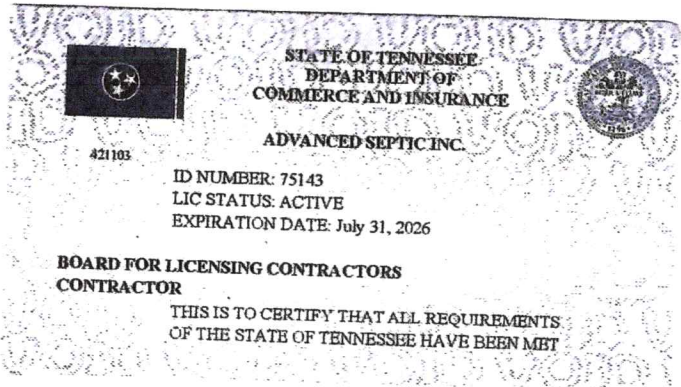 STATE OF TENNESSEE
DEPARTMENT OF
COMMERCE AND INSURANCE
ADVANCED SEPTIC INC.
421103
ID NUMBER: 75143
LIC STATUS: ACTIVE
EXPIRATION DATE: July 31, 2026
BOARD FOR LICENSING CONTRACTORS
CONTRACTOR
THIS IS TO CERTIFY THAT ALL REQUIREMENTS
OF THE STATE OF TENNESSEE HAVE BEEN MET